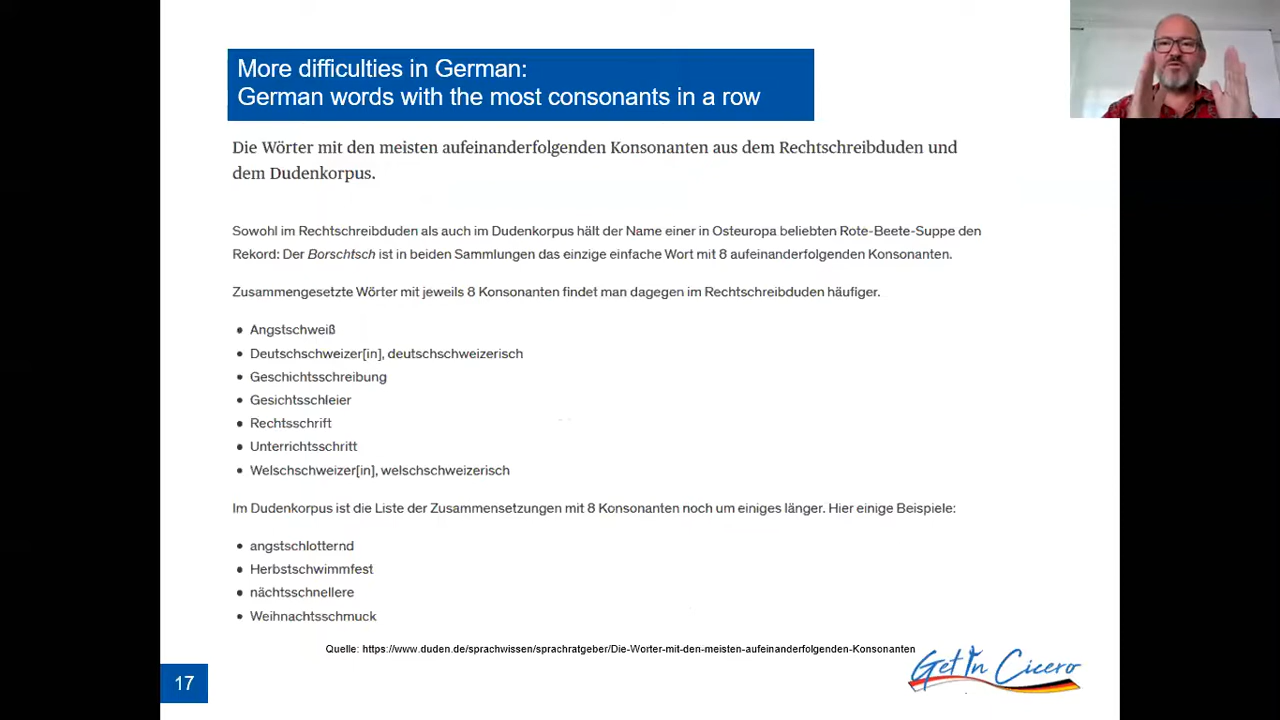 More difficulties in German:
German words with the most consonants in a row
Die Wörter mit den meisten aufeinanderfolgenden Konsonanten aus dem Rechtschreibduden und
dem Dudenkorpus.
Sowohl im Rechtschreibduden als auch im Dudenkorpus hält der Name einer in Osteuropa beliebten Rote-Beete-Suppe den
Rekord: Der Borschtsch ist in beiden Sammlungen das einzige einfache Wort mit 8 aufeinanderfolgenden Konsonanten.
Zusammengesetzte Wörter mit jeweils 8 Konsonanten findet man dagegen im Rechtschreibduden häufiger.
• Angstschweiß
• Deutschschweizer[in], deutschschweizerisch
• Geschichtsschreibung
• Gesichtsschleier
• Rechtsschrift
• Unterrichtsschritt
• Welschschweizer[in], welschschweizerisch
Im Dudenkorpus ist die Liste der Zusammensetzungen mit 8 Konsonanten noch um einiges länger. Hier einige Beispiele:
• angstschlotternd
• Herbstschwimmfest
• nächtsschnellere
• Weihnachtsschmuck
Quelle: https://www.duden.de/sprachwissen/sprachratgeber/Die-Worter-mit-den-meisten-aufeinanderfolgenden-Konsonanten
Get In Cicero
17